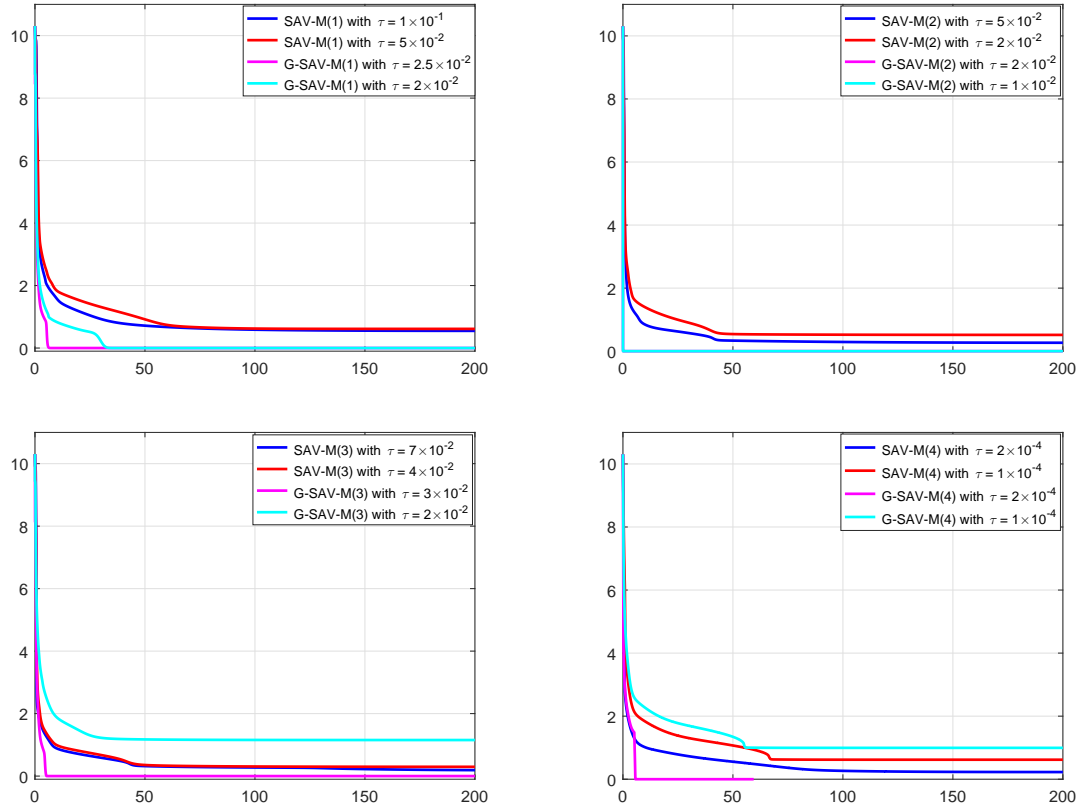 SAV-M(1) with τ = 1×10⁻¹
SAV-M(1) with τ = 5×10⁻²
G-SAV-M(1) with τ = 2.5×10⁻²
G-SAV-M(1) with τ = 2×10⁻²
10
8
6
4
2
0
0 50 100 150 200
SAV-M(2) with τ = 5×10⁻²
SAV-M(2) with τ = 2×10⁻²
G-SAV-M(2) with τ = 2×10⁻²
G-SAV-M(2) with τ = 1×10⁻²
10
8
6
4
2
0
0 50 100 150 200
SAV-M(3) with τ = 7×10⁻²
SAV-M(3) with τ = 4×10⁻²
G-SAV-M(3) with τ = 3×10⁻²
G-SAV-M(3) with τ = 2×10⁻²
10
8
6
4
2
0
0 50 100 150 200
SAV-M(4) with τ = 2×10⁻⁴
SAV-M(4) with τ = 1×10⁻⁴
G-SAV-M(4) with τ = 2×10⁻⁴
G-SAV-M(4) with τ = 1×10⁻⁴
10
8
6
4
2
0
0 50 100 150 200